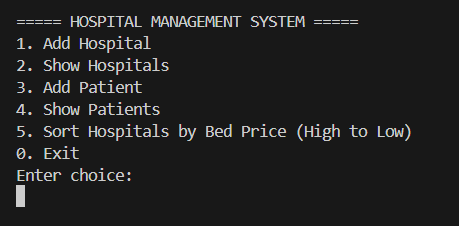 ===== HOSPITAL MANAGEMENT SYSTEM =====
1. Add Hospital
2. Show Hospitals
3. Add Patient
4. Show Patients
5. Sort Hospitals by Bed Price (High to Low)
0. Exit
Enter choice: